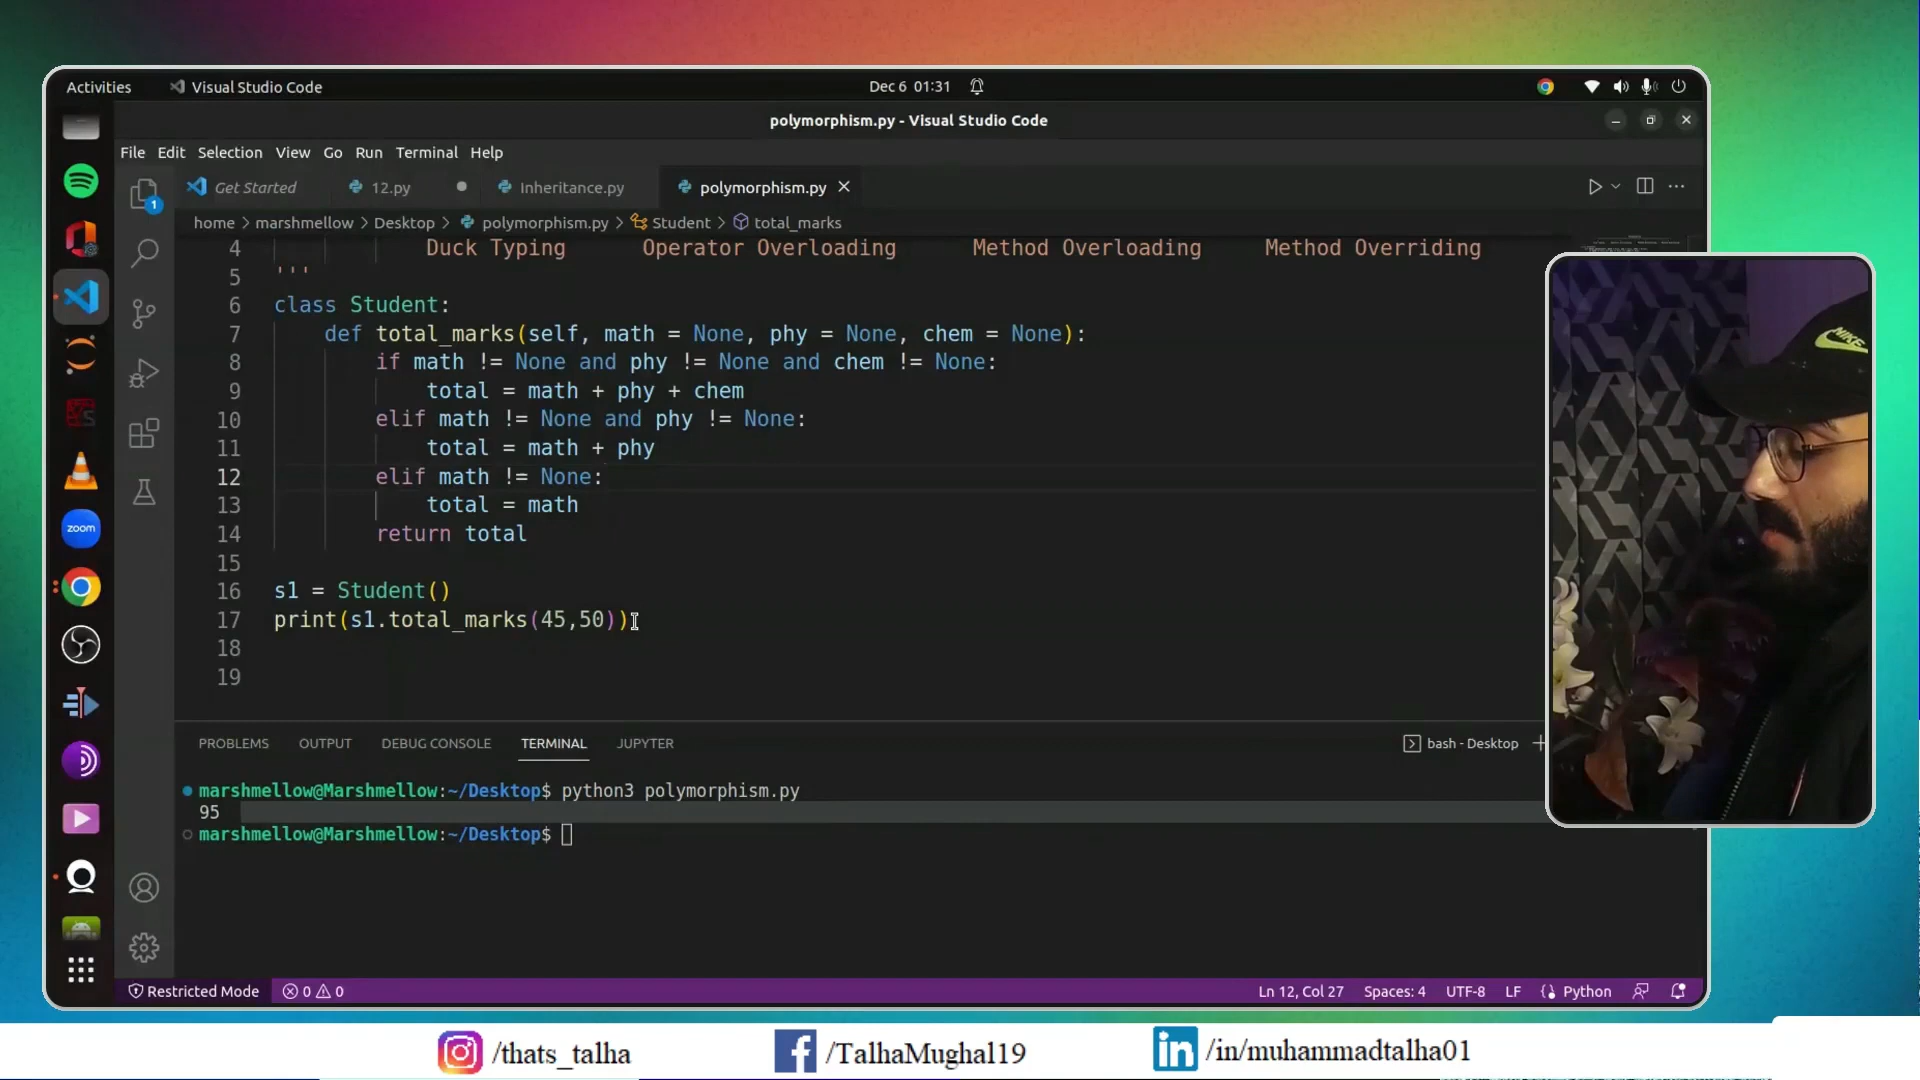 Activities Visual Studio Code Dec 6 01:31
polymorphism.py - Visual Studio Code
File Edit Selection View Go Run Terminal Help
Get Started 12.py Inheritance.py polymorphism.py
home > marshmellow > Desktop > polymorphism.py > Student > total_marks
4 Duck Typing Operator Overloading Method Overloading Method Overriding
5 '''
6 class Student:
7 def total_marks(self, math = None, phy = None, chem = None):
8 if math != None and phy != None and chem != None:
9 total = math + phy + chem
10 elif math != None and phy != None:
11 total = math + phy
12 elif math != None:
13 total = math
14 return total
15
16 s1 = Student()
17 print(s1.total_marks(45,50))
18
19
PROBLEMS OUTPUT DEBUG CONSOLE TERMINAL JUPYTER bash - Desktop
marshmellow@Marshmellow:~/Desktop$ python3 polymorphism.py
95
marshmellow@Marshmellow:~/Desktop$
Restricted Mode 0 0 Ln 12, Col 27 Spaces: 4 UTF-8 LF Python
zoom
1
NIKE
/thats_talha /TalhaMughal19 /in/muhammadtalha01